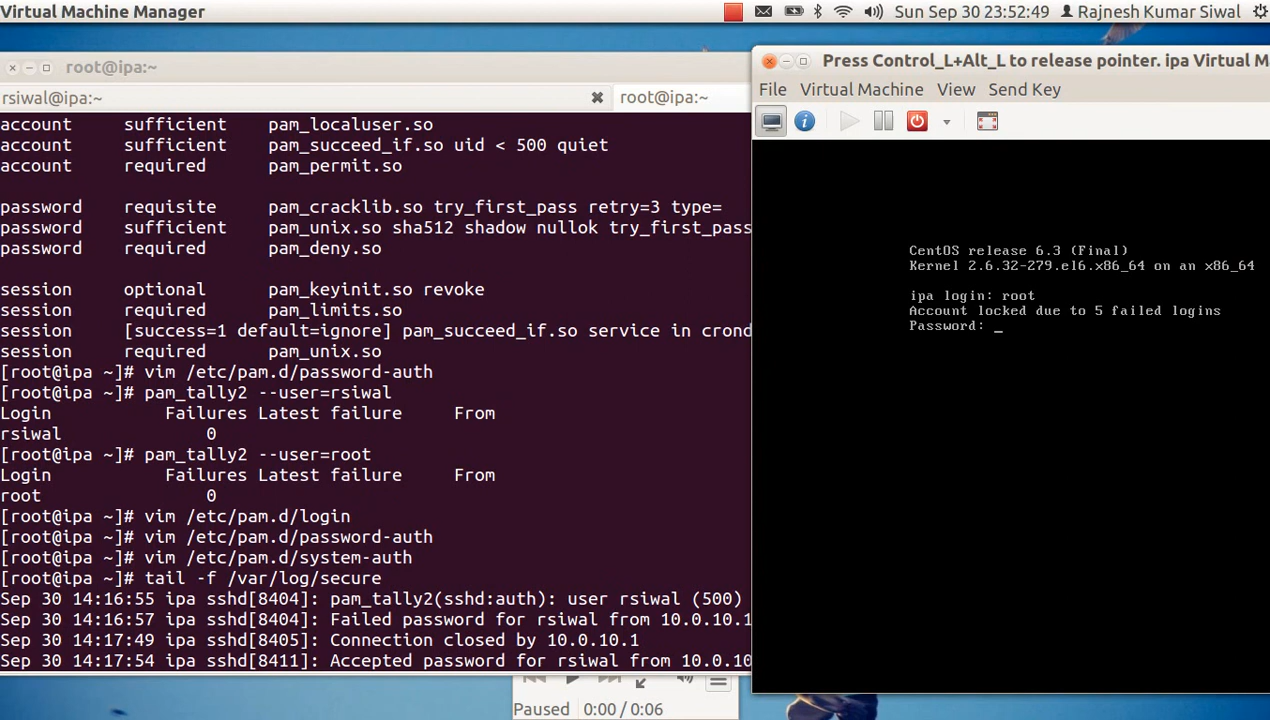 Virtual Machine Manager
Sun Sep 30 23:52:49 Rajnesh Kumar Siwal
root@ipa:~
rsiwal@ipa:~ root@ipa:~
account sufficient pam_localuser.so
account sufficient pam_succeed_if.so uid < 500 quiet
account required pam_permit.so
password requisite pam_cracklib.so try_first_pass retry=3 type=
password sufficient pam_unix.so sha512 shadow nullok try_first_pass
password required pam_deny.so
session optional pam_keyinit.so revoke
session required pam_limits.so
session [success=1 default=ignore] pam_succeed_if.so service in crond
session required pam_unix.so
[root@ipa ~]# vim /etc/pam.d/password-auth
[root@ipa ~]# pam_tally2 --user=rsiwal
Login Failures Latest failure From
rsiwal 0
[root@ipa ~]# pam_tally2 --user=root
Login Failures Latest failure From
root 0
[root@ipa ~]# vim /etc/pam.d/login
[root@ipa ~]# vim /etc/pam.d/password-auth
[root@ipa ~]# vim /etc/pam.d/system-auth
[root@ipa ~]# tail -f /var/log/secure
Sep 30 14:16:55 ipa sshd[8404]: pam_tally2(sshd:auth): user rsiwal (500)
Sep 30 14:16:57 ipa sshd[8404]: Failed password for rsiwal from 10.0.10.1
Sep 30 14:17:49 ipa sshd[8405]: Connection closed by 10.0.10.1
Sep 30 14:17:54 ipa sshd[8411]: Accepted password for rsiwal from 10.0.10
Paused 0:00 / 0:06
Press Control_L+Alt_L to release pointer. ipa Virtual M
File Virtual Machine View Send Key
CentOS release 6.3 (Final)
Kernel 2.6.32-279.el6.x86_64 on an x86_64
ipa login: root
Account locked due to 5 failed logins
Password: _